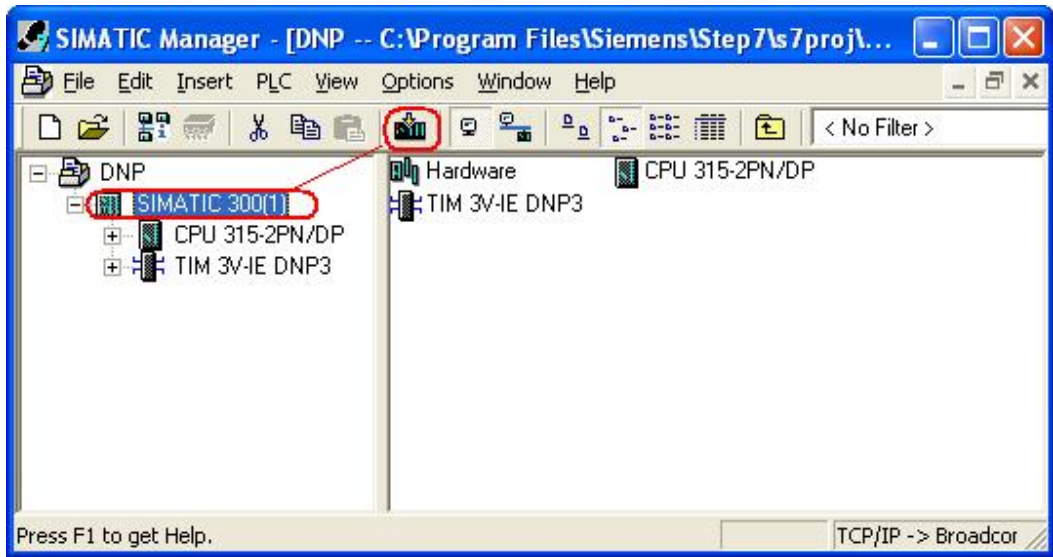 SIMATIC Manager - [DNP -- C:\Program Files\Siemens\Step7\s7proj\...
File Edit Insert PLC View Options Window Help
< No Filter >
DNP
SIMATIC 300(1)
CPU 315-2PN/DP
TIM 3V-IE DNP3
Hardware
CPU 315-2PN/DP
TIM 3V-IE DNP3
Press F1 to get Help.
TCP/IP -> Broadcor